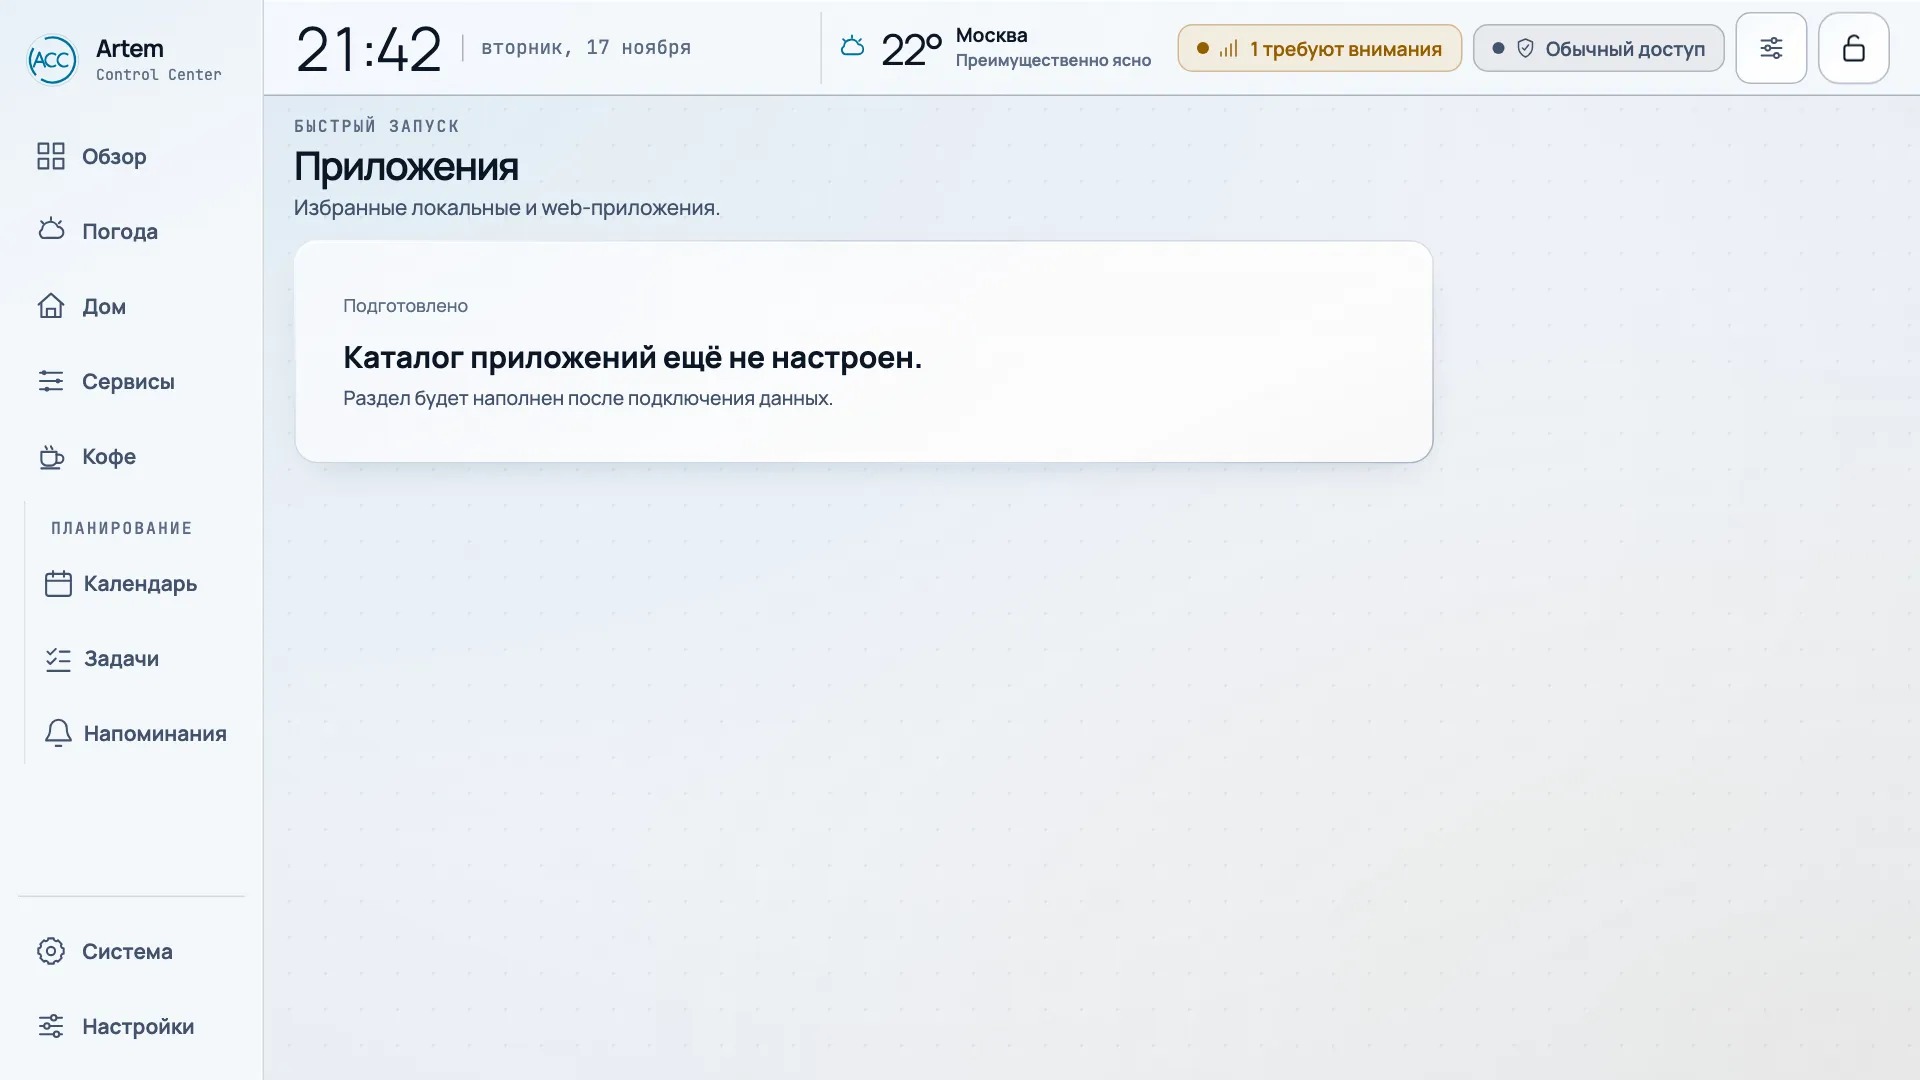 ACC
Artem
Control Center
Обзор
Погода
Дом
Сервисы
Кофе
ПЛАНИРОВАНИЕ
Календарь
Задачи
Напоминания
Система
Настройки
21:42
вторник, 17 ноября
22°
Москва
Преимущественно ясно
1 требуют внимания
Обычный доступ
БЫСТРЫЙ ЗАПУСК
Приложения
Избранные локальные и web-приложения.
Подготовлено
Каталог приложений ещё не настроен.
Раздел будет наполнен после подключения данных.